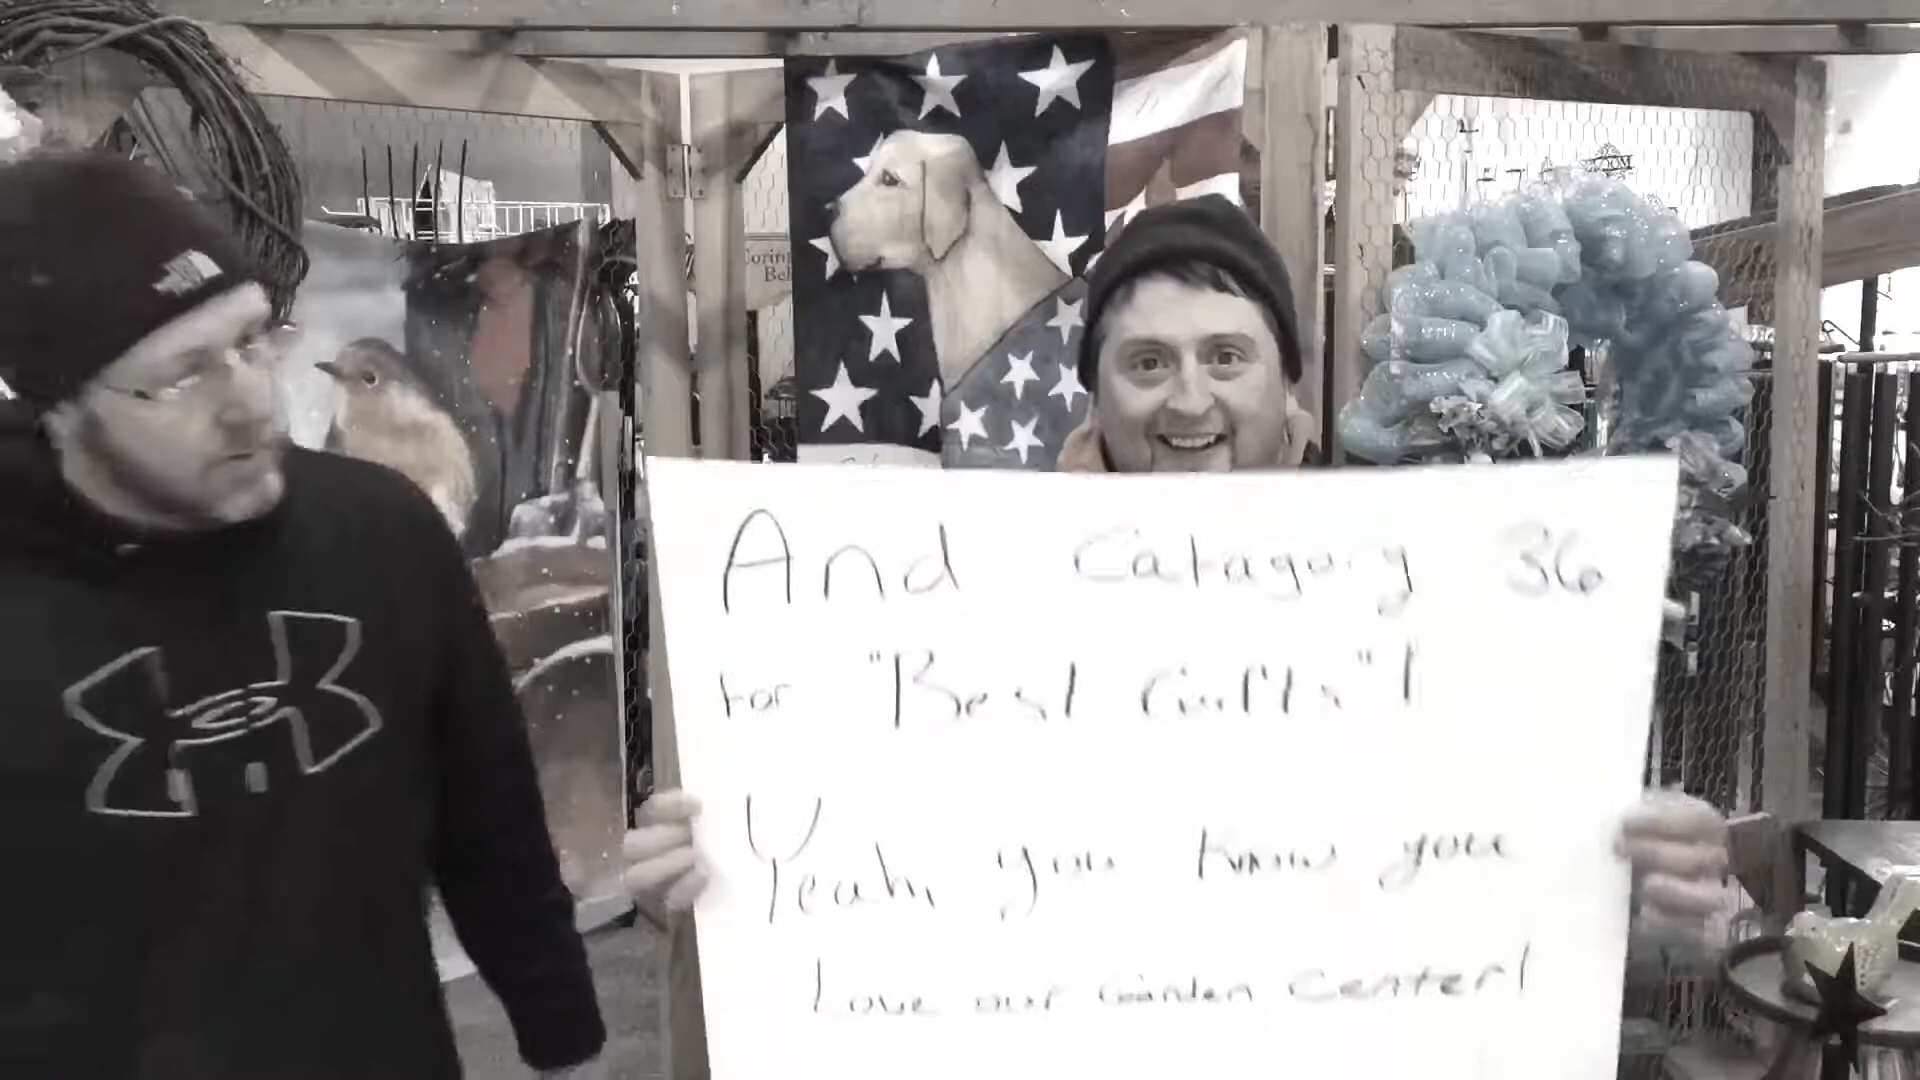 And Catagory 36
for "Best Gifts"!
Yeah, you know you
Love our Garden Center!